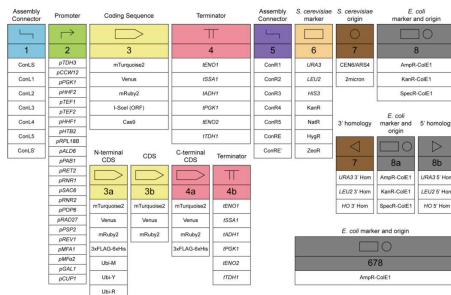 Assembly Connector
1
ConLS
ConL1
ConL2
ConL3
ConL4
ConL5
ConLS'
Promoter
2
pTDH3
pCCW12
pPGK1
pHHF2
pTEF1
pTEF2
pHHF1
pHTB2
pRPL18B
pALD6
pPAB1
pRET2
pRNR1
pSAC6
pRNR2
pPOP6
pRAD27
pPSP2
pREV1
pMFA1
pMFα2
pGAL1
pCUP1
Coding Sequence
3
mTurquoise2
Venus
mRuby2
I-SceI (ORF)
Cas9
Terminator
4
tENO1
tSSA1
tADH1
tPGK1
tENO2
tTDH1
Assembly Connector
5
ConR1
ConR2
ConR3
ConR4
ConR5
ConRE
ConRE'
S. cerevisiae marker
6
URA3
LEU2
HIS3
KanR
NatR
HygR
ZeoR
S. cerevisiae origin
7
CEN6/ARS4
2micron
E. coli marker and origin
8
AmpR-ColE1
KanR-ColE1
SpecR-ColE1
N-terminal CDS
3a
mTurquoise2
Venus
mRuby2
3xFLAG-6xHis
Ubi-M
Ubi-Y
Ubi-R
CDS
3b
mTurquoise2
Venus
mRuby2
C-terminal CDS
4a
mTurquoise2
Venus
mRuby2
3xFLAG-6xHis
Terminator
4b
tENO1
tSSA1
tADH1
tPGK1
tENO2
tTDH1
3' homology
7
URA3 3' Hom
LEU2 3' Hom
HO 3' Hom
E. coli marker and origin
8a
AmpR-ColE1
KanR-ColE1
SpecR-ColE1
5' homology
8b
URA3 5' Hom
LEU2 5' Hom
HO 5' Hom
E. coli marker and origin
678
AmpR-ColE1